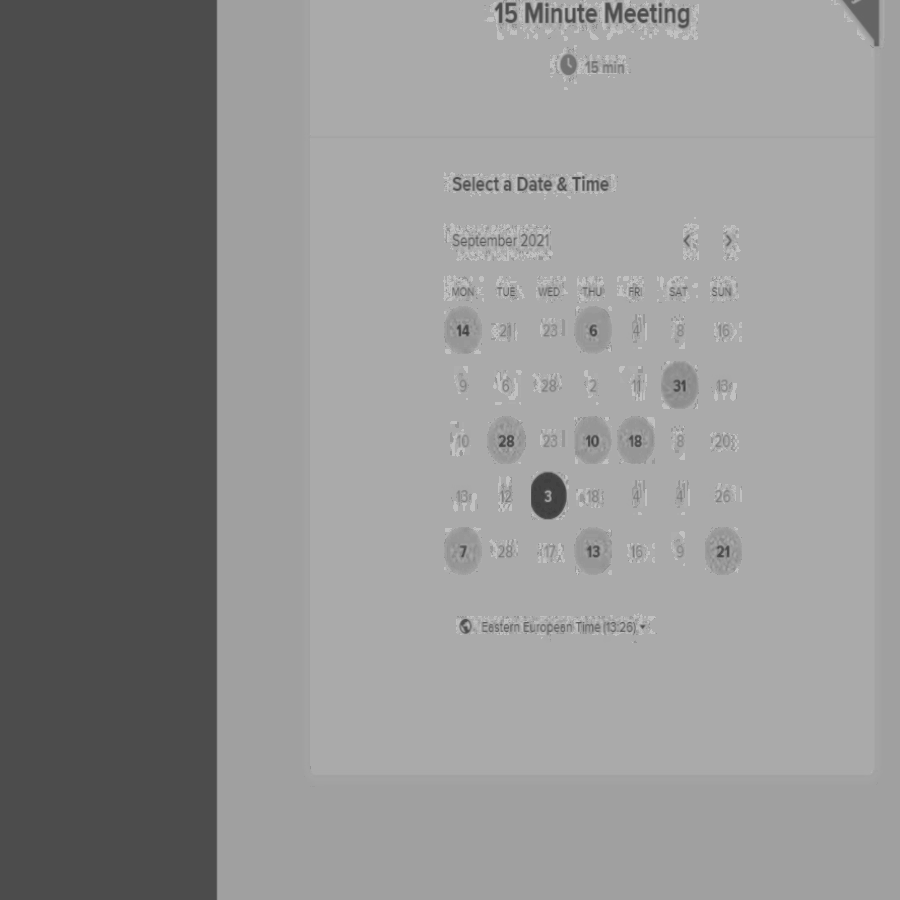 15 Minute Meeting
15 min
Select a Date & Time
September 2021
MON TUE WED THU FRI SAT SUN
14 21 23 6 4 8 16
9 6 28 2 11 31 13
10 28 23 10 18 8 20
13 12 3 18 4 4 26
7 28 17 13 16 9 21
Eastern European Time (13:26)